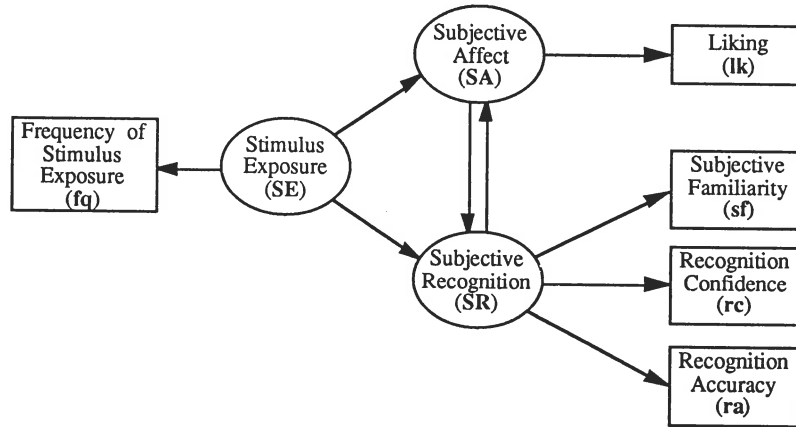 Subjective
Affect
(SA)
Liking
(lk)
Frequency of
Stimulus
Exposure
(fq)
Stimulus
Exposure
(SE)
Subjective
Familiarity
(sf)
Subjective
Recognition
(SR)
Recognition
Confidence
(rc)
Recognition
Accuracy
(ra)